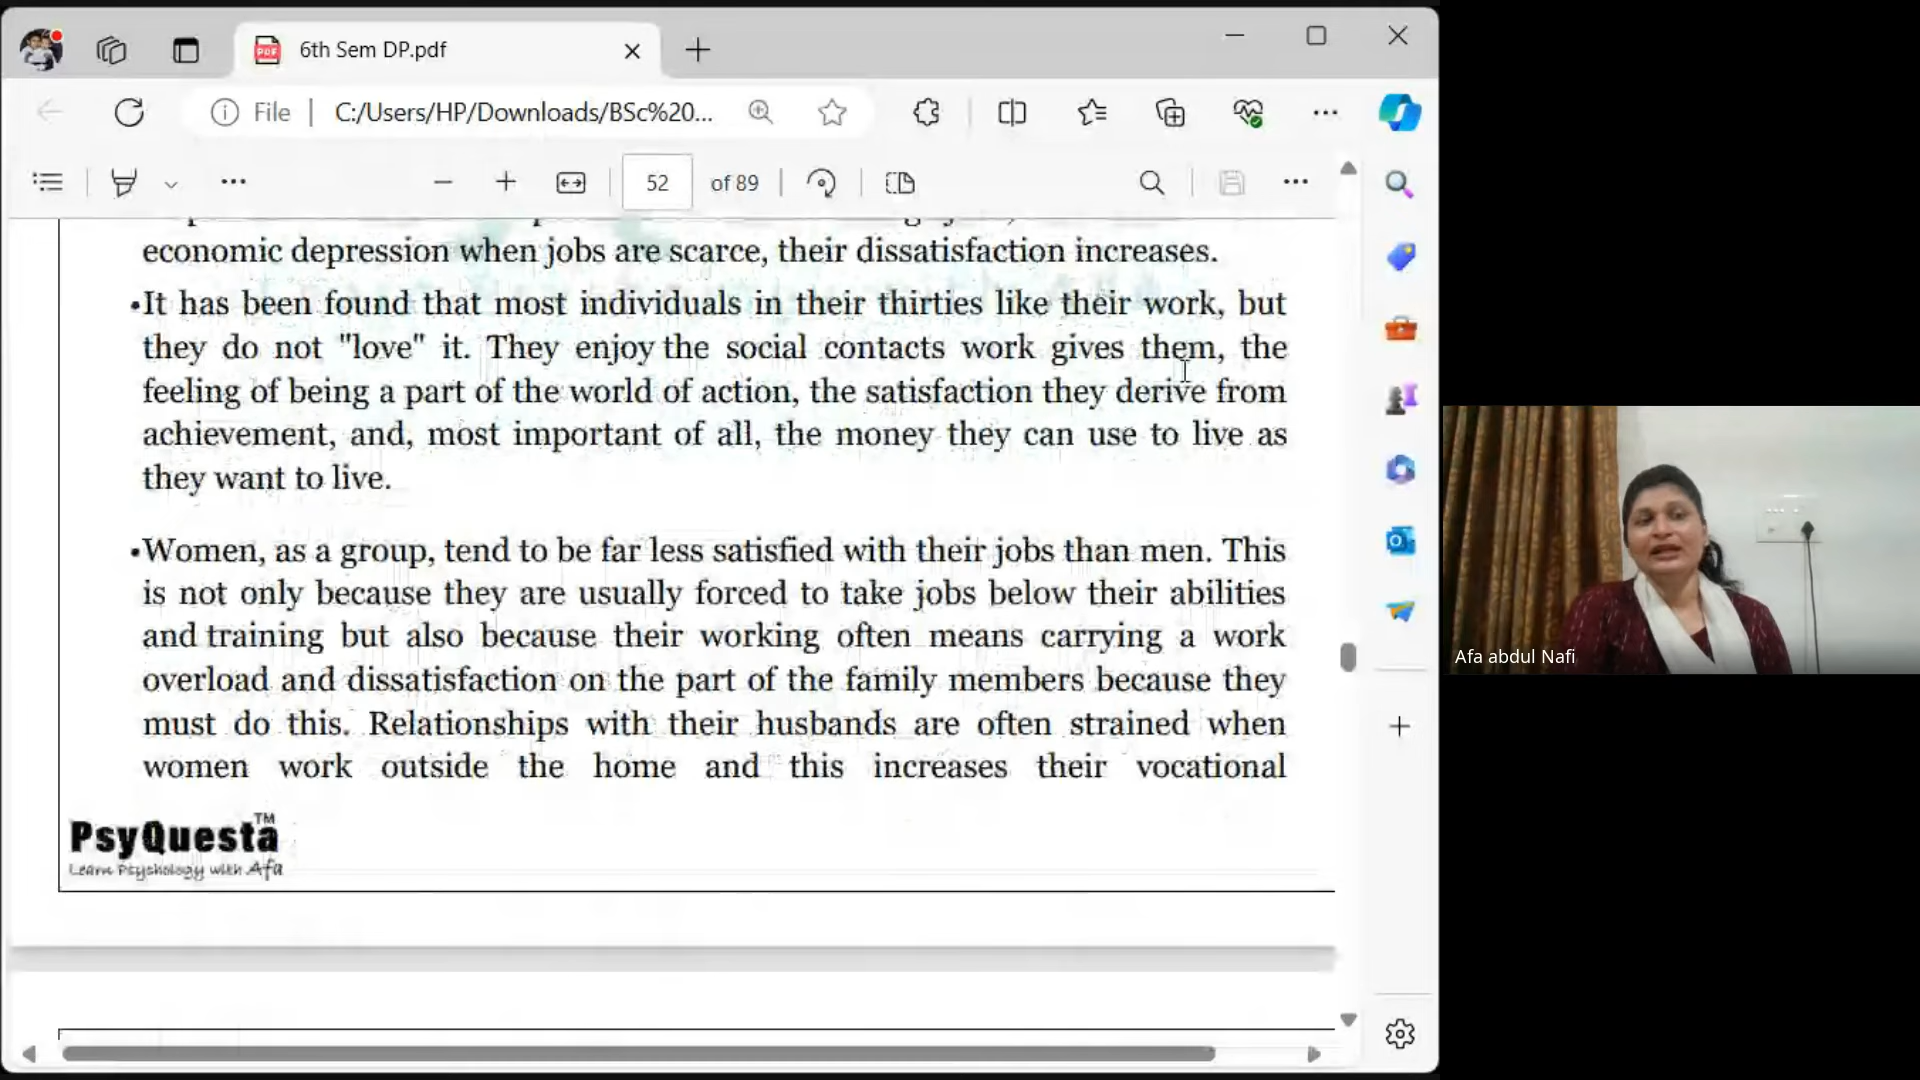 6th Sem DP.pdf
File
C:/Users/HP/Downloads/BSc%20...
52 of 89
economic depression when jobs are scarce, their dissatisfaction increases.
•It has been found that most individuals in their thirties like their work, but
they do not "love" it. They enjoy the social contacts work gives them, the
feeling of being a part of the world of action, the satisfaction they derive from
achievement, and, most important of all, the money they can use to live as
they want to live.
•Women, as a group, tend to be far less satisfied with their jobs than men. This
is not only because they are usually forced to take jobs below their abilities
and training but also because their working often means carrying a work
overload and dissatisfaction on the part of the family members because they
must do this. Relationships with their husbands are often strained when
women work outside the home and this increases their vocational
PsyQuesta™
Learn Psychology with Afa
Afa abdul Nafi